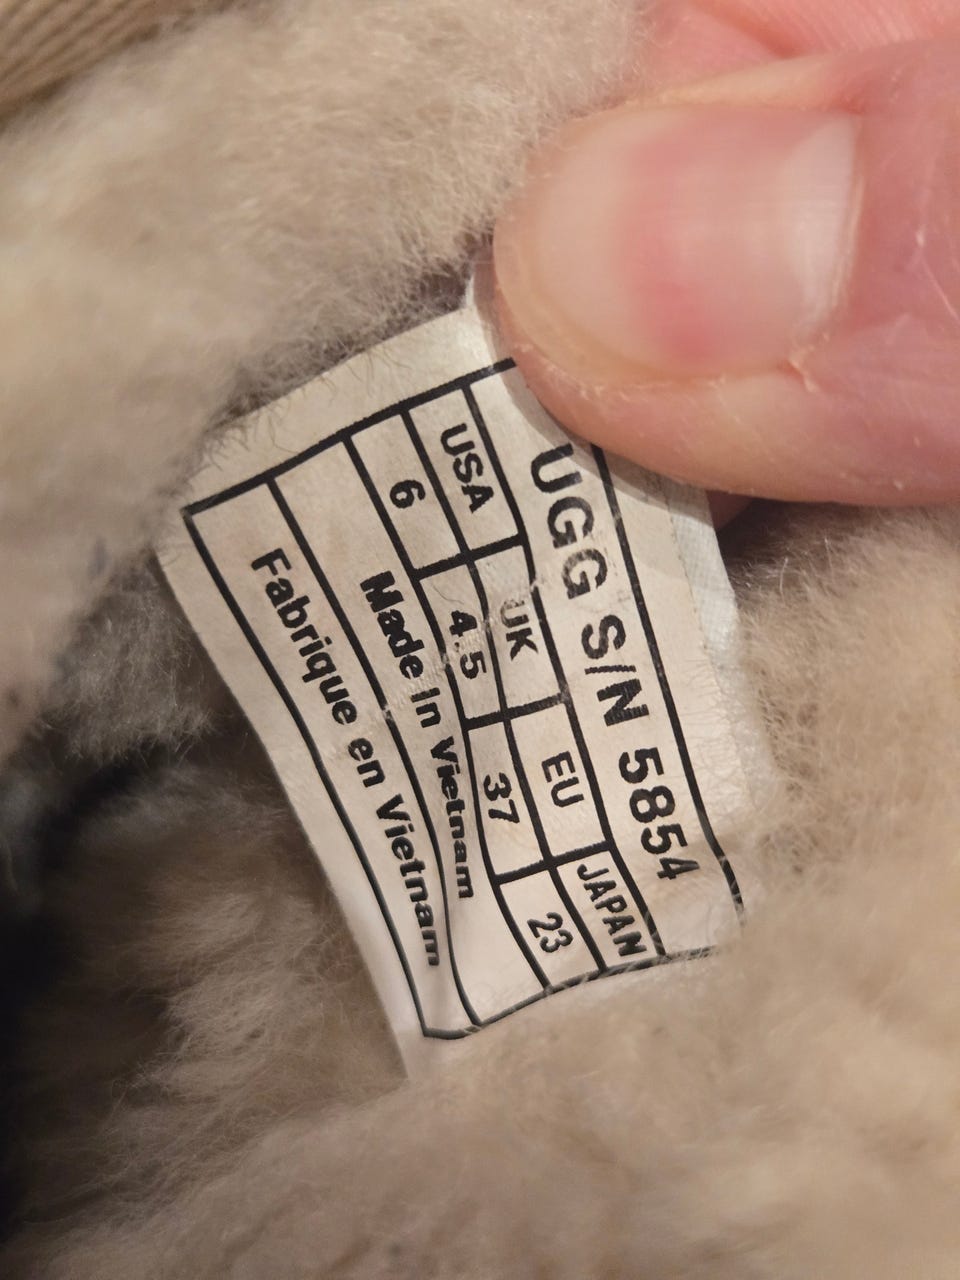 UGG S/N 5854
USA UK EU JAPAN
6 4.5 37 23
Made in Vietnam
Fabrique en Vietnam